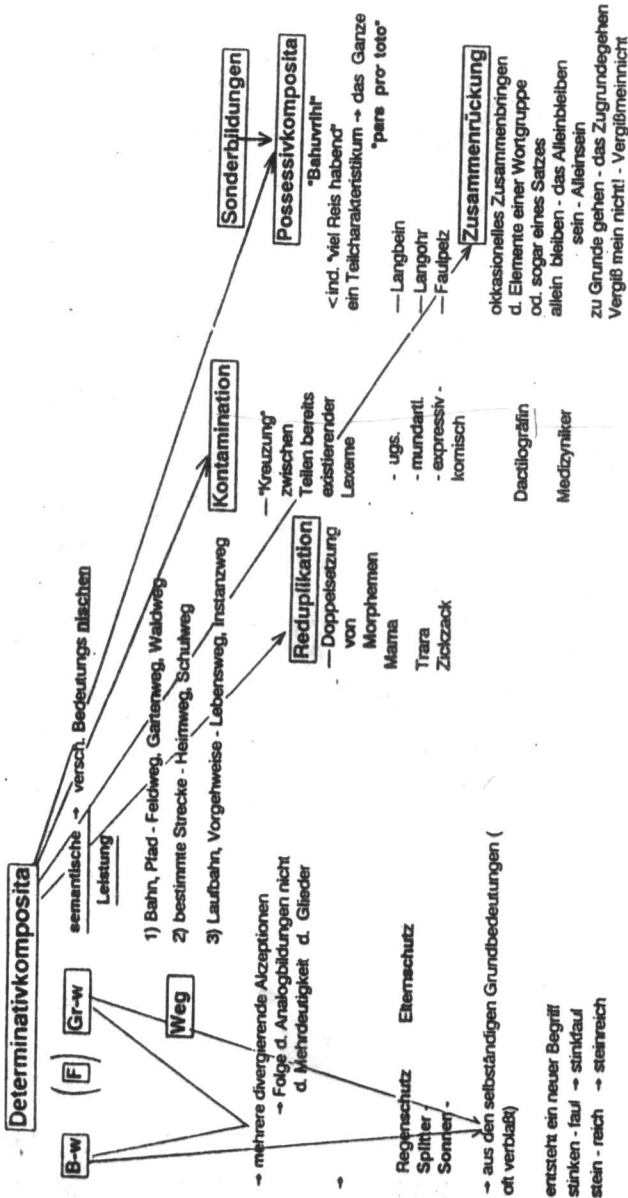 Determinativkomposita
B-w
(F)
Gr-w
semantische → versch. Bedeutungs nischen
Leistung
Weg
1) Bahn, Pfad - Feldweg, Gartenweg, Waldweg
2) bestimmte Strecke - Heimweg, Schulweg
3) Laufbahn, Vorgehweise - Lebensweg, Instanzweg
→ mehrere divergierende Akzeptionen
→ Folge d. Analogbildungen nicht
d. Mehrdeutigkeit d. Glieder
→
Regenschutz Elternschutz
Splitter -
Sonnen -
→ aus den selbständigen Grundbedeutungen (
oft verblaßt)
entsteht ein neuer Begriff
stinken - faul → stinkfaul
stein - reich → steinreich
Reduplikation
— Doppelsetzung
von
Morphemen
Mama
Trara
Zickzack
Kontamination
— "Kreuzung"
zwischen
Teilen bereits
existierender
Lexeme
- ugs.
- mundartl.
- expressiv -
komisch
Dactilogräfin
Medizyniker
Sonderbildungen
Possessivkomposita
"Bahuvrihi"
< ind. "viel Reis habend"
ein Teilcharakteristikum → das Ganze
"pars pro toto"
— Langbein
— Langohr
— Faulpelz
Zusammenrückung
okkasionelles Zusammenbringen
d. Elemente einer Wortgruppe
od. sogar eines Satzes
allein bleiben - das Alleinbleiben
sein - Alleinsein
zu Grunde gehen - das Zugrundegehen
Vergiß mein nicht! - Vergißmeinnicht